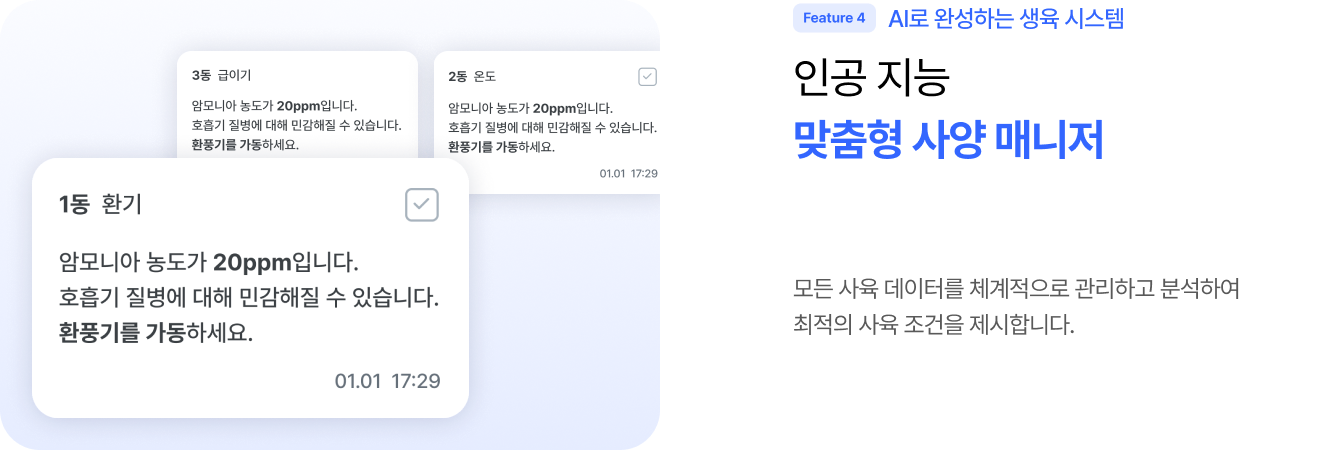 3동 급이기
암모니아 농도가 20ppm입니다.
호흡기 질병에 대해 민감해질 수 있습니다.
환풍기를 가동하세요.
2동 온도
암모니아 농도가 20ppm입니다.
호흡기 질병에 대해 민감해질 수 있습니다.
환풍기를 가동하세요.
01.01 17:29
1동 환기
암모니아 농도가 20ppm입니다.
호흡기 질병에 대해 민감해질 수 있습니다.
환풍기를 가동하세요.
01.01 17:29
Feature 4 AI로 완성하는 생육 시스템
인공 지능
맞춤형 사양 매니저
모든 사육 데이터를 체계적으로 관리하고 분석하여
최적의 사육 조건을 제시합니다.